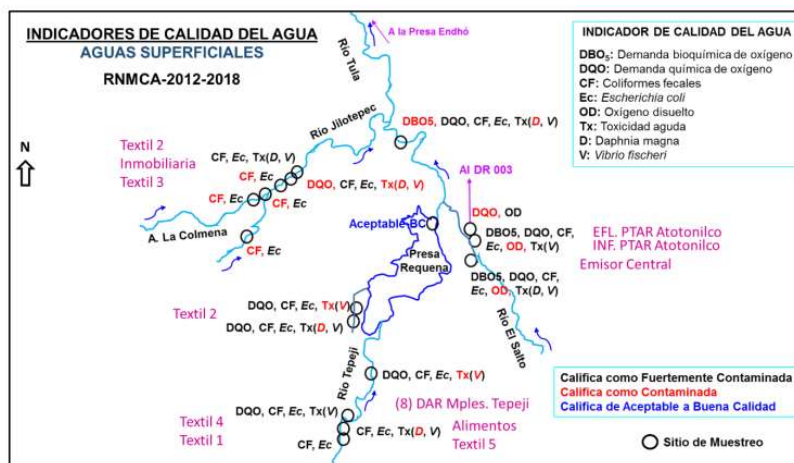 INDICADORES DE CALIDAD DEL AGUA
AGUAS SUPERFICIALES
RNMCA-2012-2018
N
Río Tula
A la Presa Endhó
INDICADOR DE CALIDAD DEL AGUA
DBO₅: Demanda bioquímica de oxígeno
DQO: Demanda química de oxígeno
CF: Coliformes fecales
Ec: Escherichia coli
OD: Oxígeno disuelto
Tx: Toxicidad aguda
D: Daphnia magna
V: Vibrio fischeri
Río Jilotepec
DBO5, DQO, CF, Ec, Tx(D, V)
Textil 2
Inmobiliaria
Textil 3
CF, Ec, Tx(D, V)
CF, Ec
CF, Ec
DQO, CF, Ec, Tx(D, V)
A. La Colmena
CF, Ec
Al DR 003
DQO, OD
Aceptable-BC
Presa
Requena
DBO5, DQO, CF,
Ec, OD, Tx(V)
EFL. PTAR Atotonilco
INF. PTAR Atotonilco
Emisor Central
DBO5, DQO, CF,
Ec, OD, Tx(D, V)
Río El Salto
Textil 2
DQO, CF, Ec, Tx(V)
DQO, CF, Ec, Tx(D, V)
Río Tepeji
DQO, CF, Ec, Tx(V)
(8) DAR Mples. Tepeji
Textil 4
Textil 1
DQO, CF, Ec, Tx(V)
CF, Ec, Tx(D, V)
CF, Ec
Alimentos
Textil 5
Califica como Fuertemente Contaminada
Califica como Contaminada
Califica de Aceptable a Buena Calidad
Sitio de Muestreo